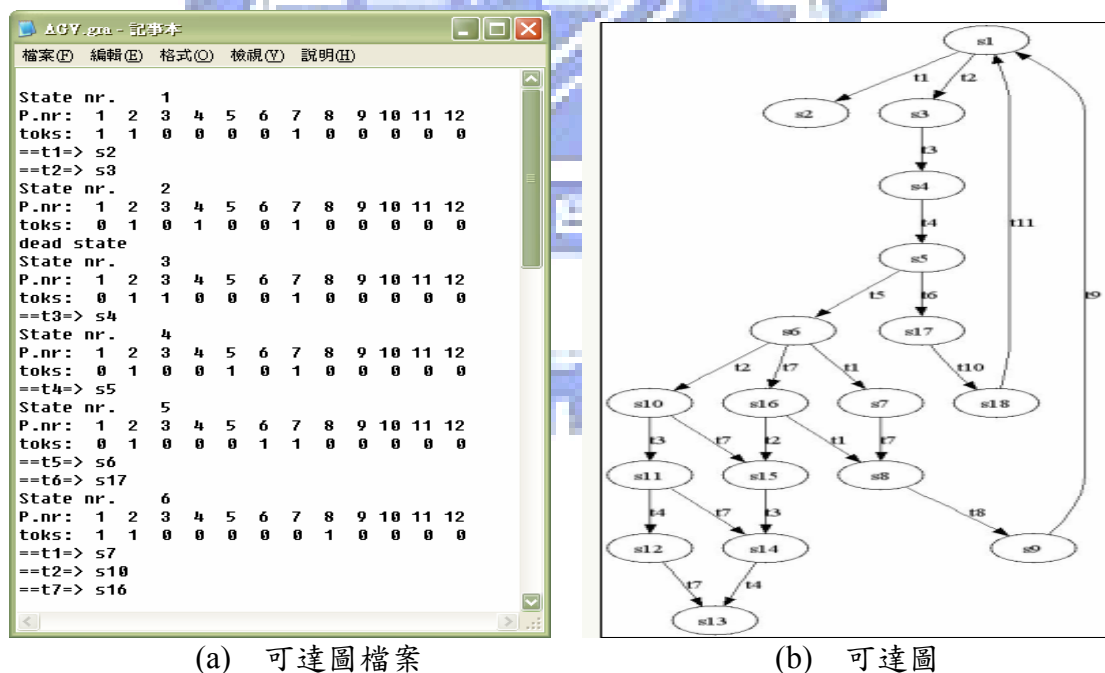 AGV.gra - 記事本
檔案(F) 編輯(E) 格式(O) 檢視(V) 說明(H)
State nr. 1
P.nr: 1 2 3 4 5 6 7 8 9 10 11 12
toks: 1 1 0 0 0 0 1 0 0 0 0 0
==t1=> s2
==t2=> s3
State nr. 2
P.nr: 1 2 3 4 5 6 7 8 9 10 11 12
toks: 0 1 0 1 0 0 1 0 0 0 0 0
dead state
State nr. 3
P.nr: 1 2 3 4 5 6 7 8 9 10 11 12
toks: 0 1 1 0 0 0 1 0 0 0 0 0
==t3=> s4
State nr. 4
P.nr: 1 2 3 4 5 6 7 8 9 10 11 12
toks: 0 1 0 0 1 0 1 0 0 0 0 0
==t4=> s5
State nr. 5
P.nr: 1 2 3 4 5 6 7 8 9 10 11 12
toks: 0 1 0 0 0 1 1 0 0 0 0 0
==t5=> s6
==t6=> s17
State nr. 6
P.nr: 1 2 3 4 5 6 7 8 9 10 11 12
toks: 1 1 0 0 0 0 0 1 0 0 0 0
==t1=> s7
==t2=> s10
==t7=> s16
(a) 可達圖檔案
s1
t1 t2
s2 s3
t3
s4
t4 t11
s5
t5 t6 t9
s6 s17
t2 t7 t1 t10
s10 s16 s7 s18
t3 t7 t2 t1 t7
s11 s15 s8
t4 t7 t3 t8
s12 s14 s9
t7 t4
s13
(b) 可達圖